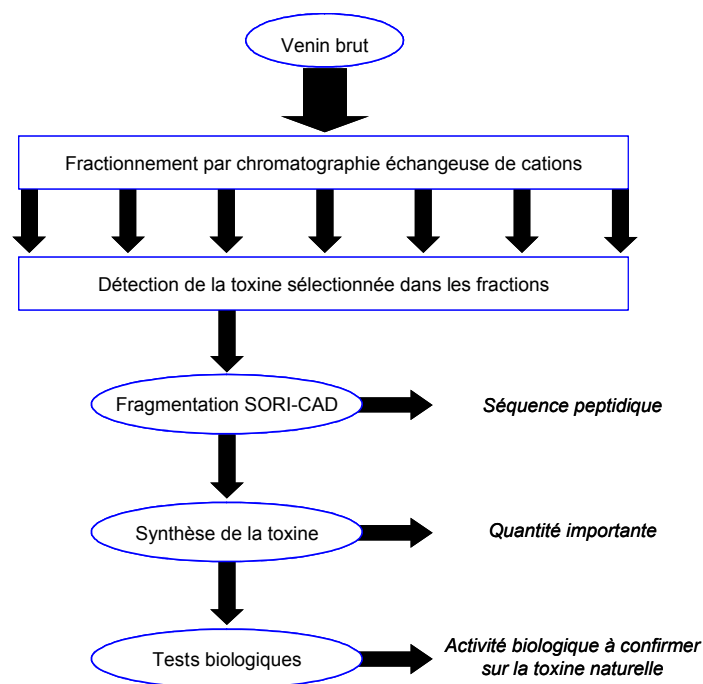 Venin brut
Fractionnement par chromatographie échangeuse de cations
Détection de la toxine sélectionnée dans les fractions
Fragmentation SORI-CAD
Séquence peptidique
Synthèse de la toxine
Quantité importante
Tests biologiques
Activité biologique à confirmer
sur la toxine naturelle